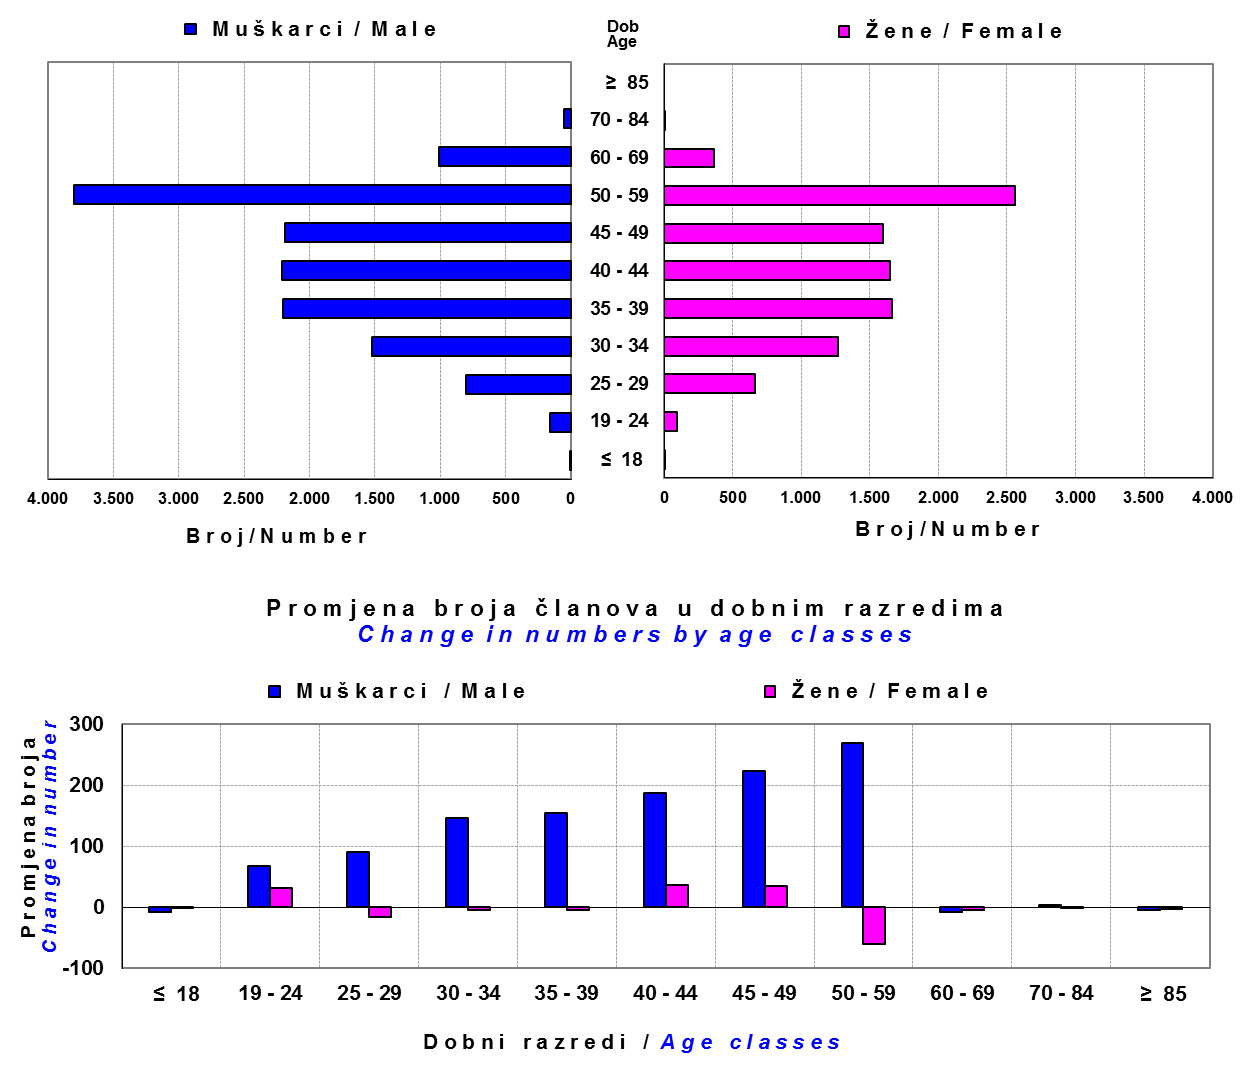 Muškarci / Male
Dob
Age
Žene / Female
≥ 85
70 - 84
60 - 69
50 - 59
45 - 49
40 - 44
35 - 39
30 - 34
25 - 29
19 - 24
≤ 18
4.000 3.500 3.000 2.500 2.000 1.500 1.000 500 0
0 500 1.000 1.500 2.000 2.500 3.000 3.500 4.000
Broj/Number
Broj/Number
Promjena broja članova u dobnim razredima
Change in numbers by age classes
Muškarci / Male
Žene / Female
Promjena broja
Change in number
300
200
100
0
-100
≤ 18 19 - 24 25 - 29 30 - 34 35 - 39 40 - 44 45 - 49 50 - 59 60 - 69 70 - 84 ≥ 85
Dobni razredi / Age classes